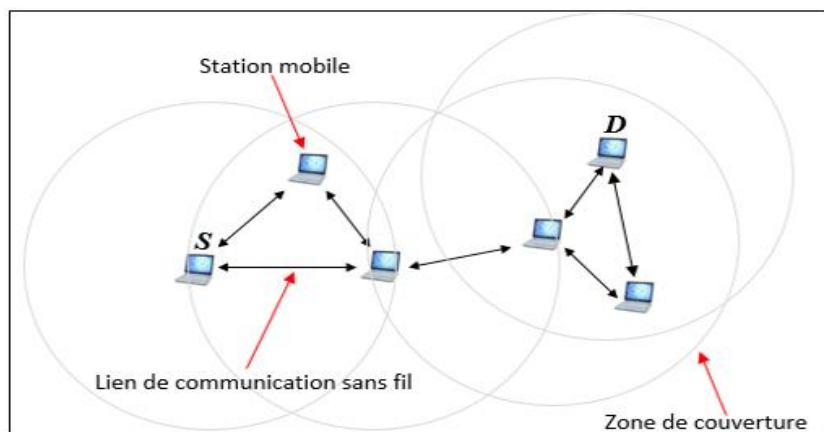 Station mobile
D
S
Lien de communication sans fil
Zone de couverture